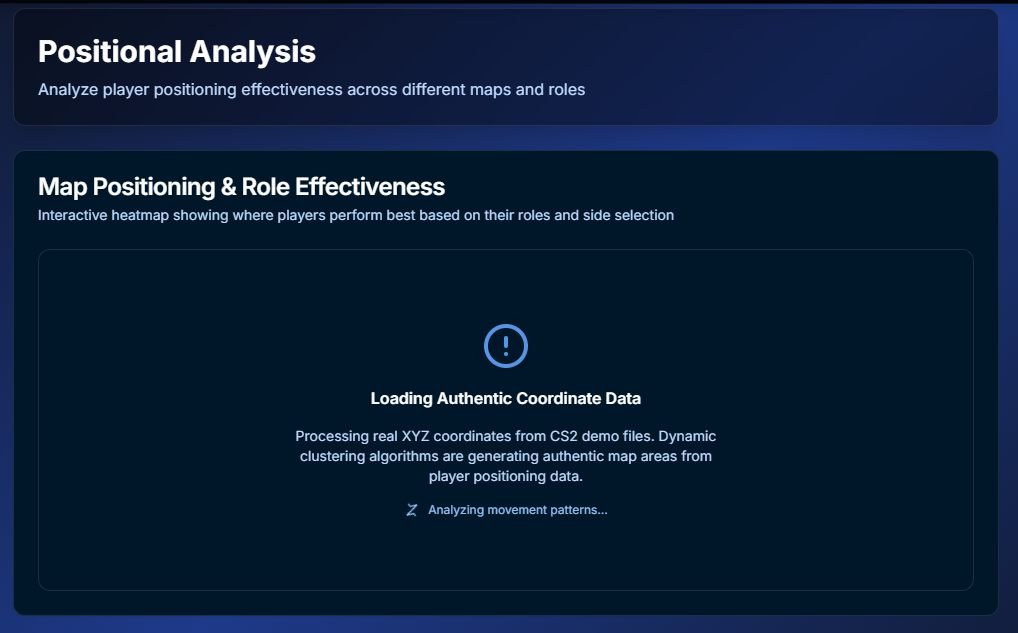 Positional Analysis
Analyze player positioning effectiveness across different maps and roles
Map Positioning & Role Effectiveness
Interactive heatmap showing where players perform best based on their roles and side selection
Loading Authentic Coordinate Data
Processing real XYZ coordinates from CS2 demo files. Dynamic
clustering algorithms are generating authentic map areas from
player positioning data.
Analyzing movement patterns...